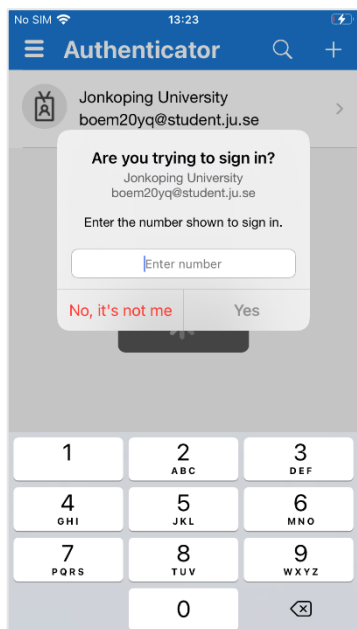 No SIM 13:23
Authenticator
Jonkoping University
boem20yq@student.ju.se
Are you trying to sign in?
Jonkoping University
boem20yq@student.ju.se
Enter the number shown to sign in.
Enter number
No, it's not me Yes
1 2 3
ABC DEF
4 5 6
GHI JKL MNO
7 8 9
PQRS TUV WXYZ
0